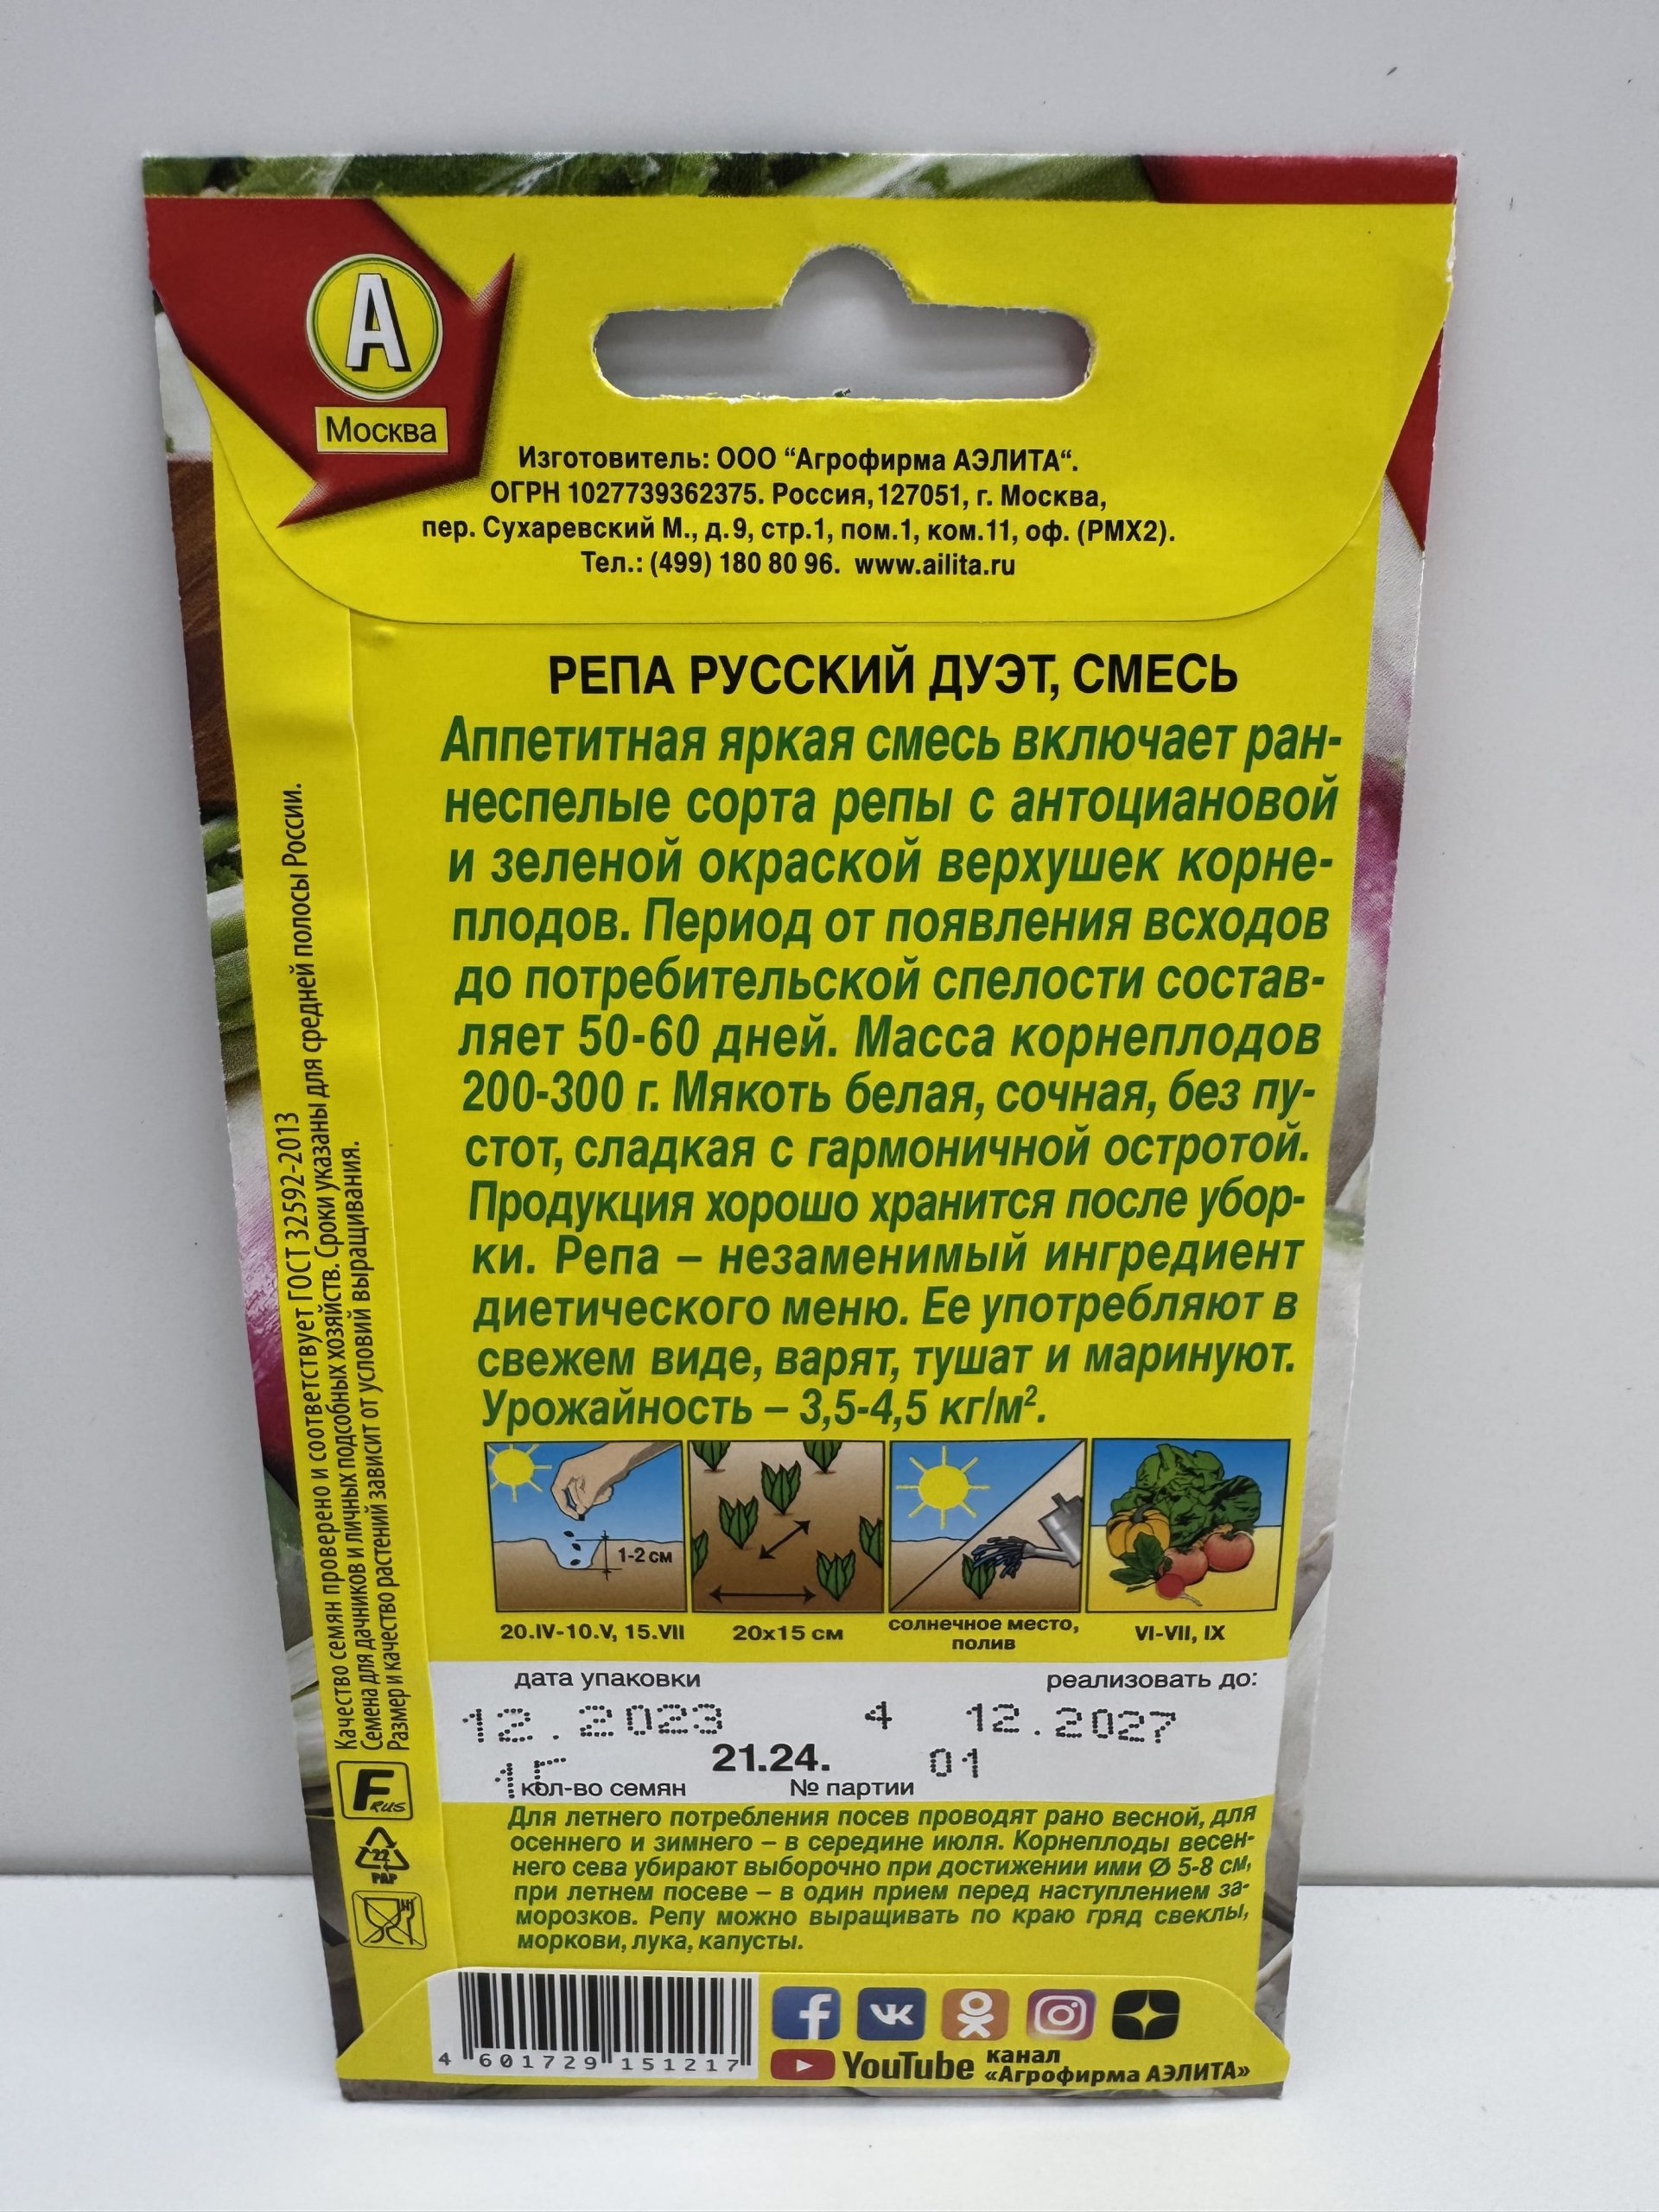 А
Москва
Изготовитель: ООО “Агрофирма АЭЛИТА“.
ОГРН 1027739362375. Россия, 127051, г. Москва,
пер. Сухаревский М., д.9, стр.1, пом.1, ком.11, оф. (РМХ2).
Тел.: (499) 180 80 96. www.ailita.ru
РЕПА РУССКИЙ ДУЭТ, СМЕСЬ
Аппетитная яркая смесь включает ран-
неспелые сорта репы с антоциановой
и зеленой окраской верхушек корне-
плодов. Период от появления всходов
до потребительской спелости состав-
ляет 50-60 дней. Масса корнеплодов
200-300 г. Мякоть белая, сочная, без пу-
стот, сладкая с гармоничной остротой.
Продукция хорошо хранится после убор-
ки. Репа – незаменимый ингредиент
диетического меню. Ее употребляют в
свежем виде, варят, тушат и маринуют.
Урожайность – 3,5-4,5 кг/м².
1-2 см
20.IV-10.V, 15.VII
20х15 см
солнечное место,
полив
VI-VII, IX
дата упаковки
реализовать до:
12.2023 4 12.2027
1Г 21.24. 01
кол-во семян № партии
Для летнего потребления посев проводят рано весной, для
осеннего и зимнего – в середине июля. Корнеплоды весен-
него сева убирают выборочно при достижении ими Ø 5-8 см,
при летнем посеве – в один прием перед наступлением за-
морозков. Репу можно выращивать по краю гряд свеклы,
моркови, лука, капусты.
Качество семян проверено и соответствует ГОСТ 32592-2013
Семена для дачников и личных подсобных хозяйств. Сроки указаны для средней полосы России.
Размер и качество растений зависит от условий выращивания.
F RUS
22
PAP
4 601729 151217
YouTube канал
«Агрофирма АЭЛИТА»